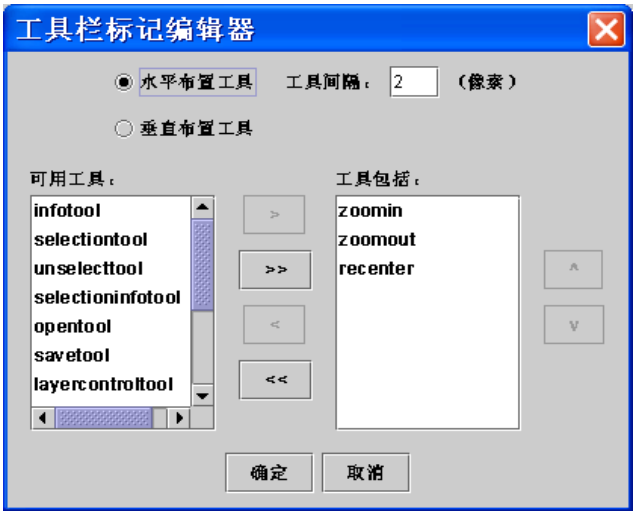 工具栏标记编辑器
水平布置工具 工具间隔： 2 （像素）
垂直布置工具
可用工具： 工具包括：
infotool
selectiontool
unselecttool
selectioninfotool
opentool
savetool
layercontroltool
>
>>
<
<<
zoomin
zoomout
recenter
^
v
确定 取消